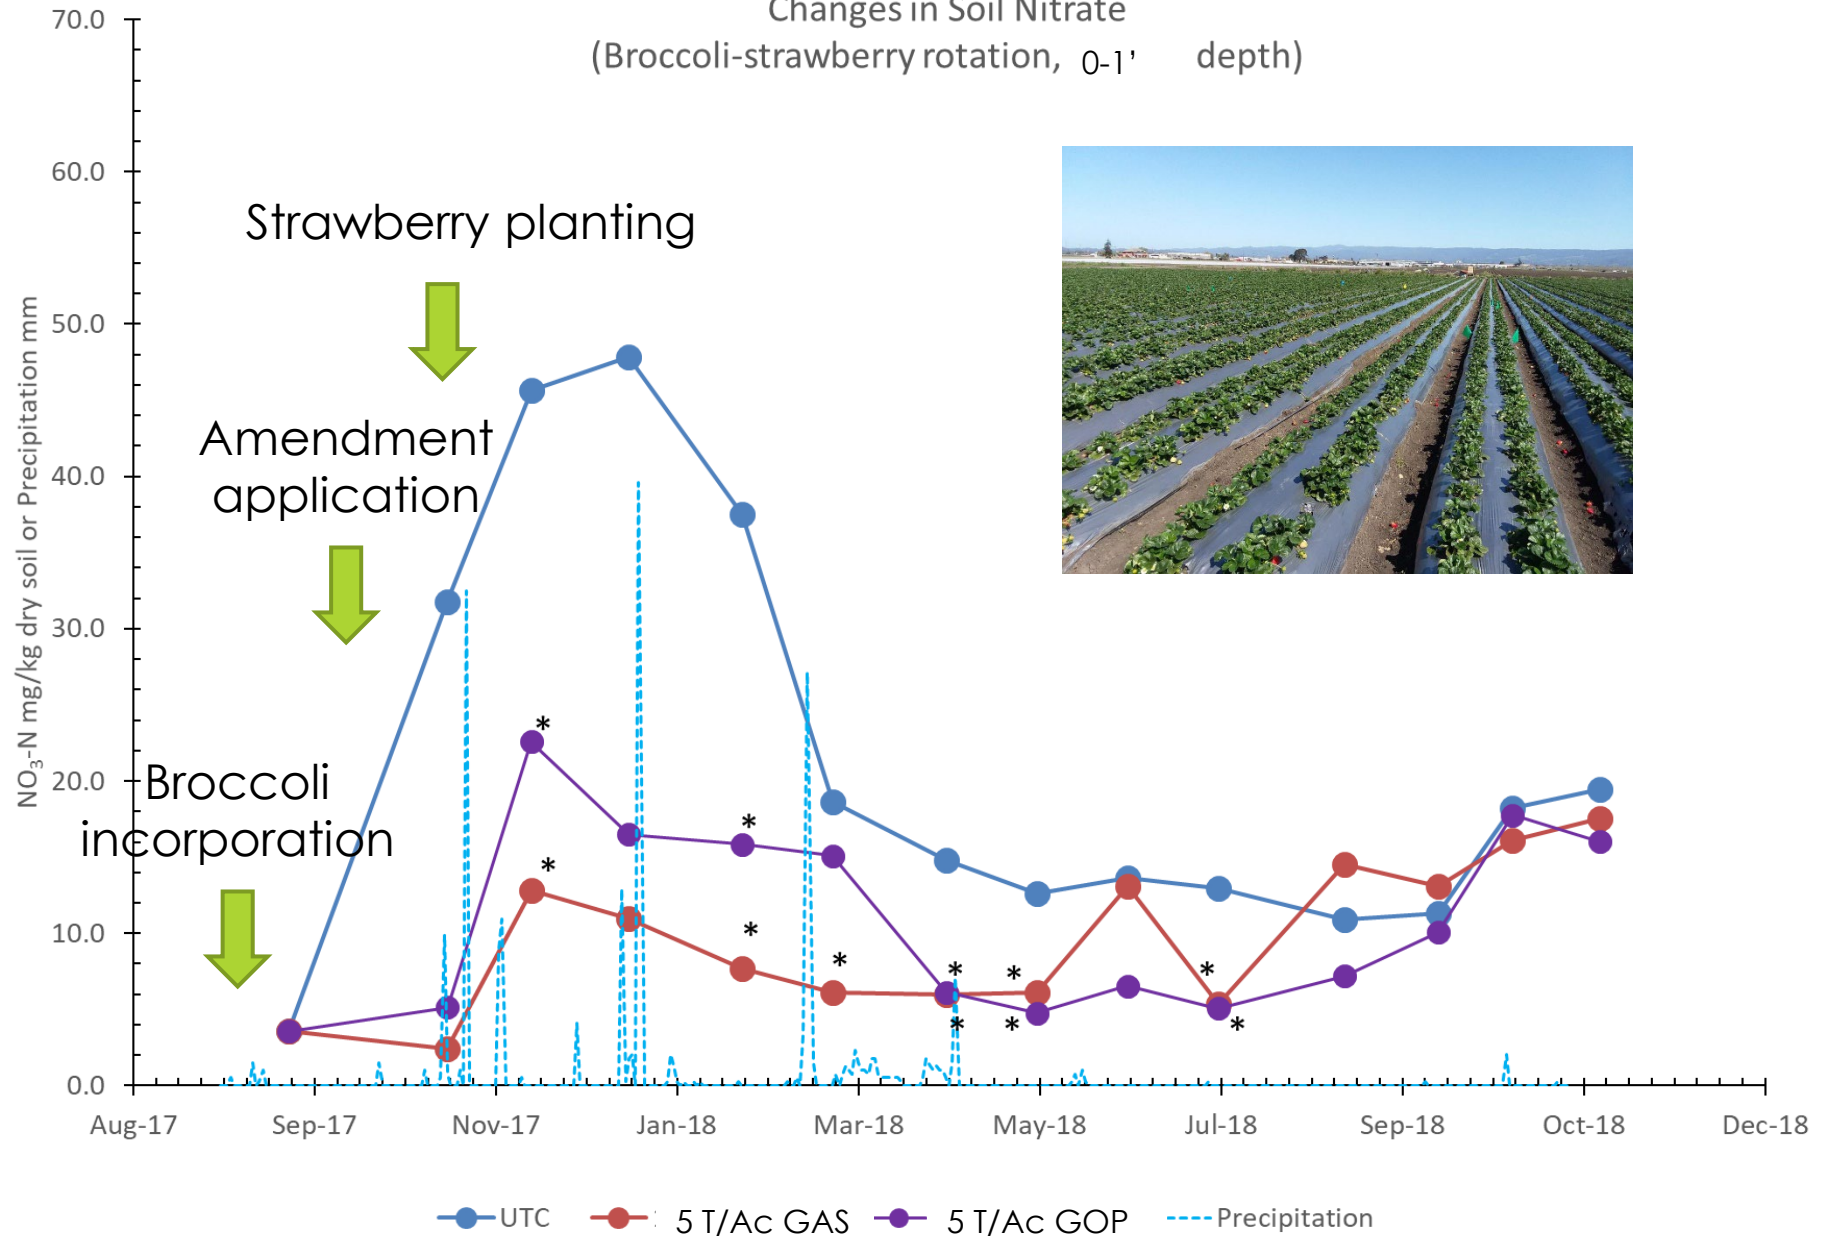 Changes in Soil Nitrate
(Broccoli-strawberry rotation, 0-1’ depth)
70.0
60.0
50.0
40.0
30.0
20.0
10.0
0.0
NO₃-N mg/kg dry soil or Precipitation mm
Strawberry planting
Amendment
application
Broccoli
incorporation
*
*
*
*
*
*
*
*
*
*
*
Aug-17 Sep-17 Nov-17 Jan-18 Mar-18 May-18 Jul-18 Sep-18 Oct-18 Dec-18
UTC 5 T/Ac GAS 5 T/Ac GOP Precipitation